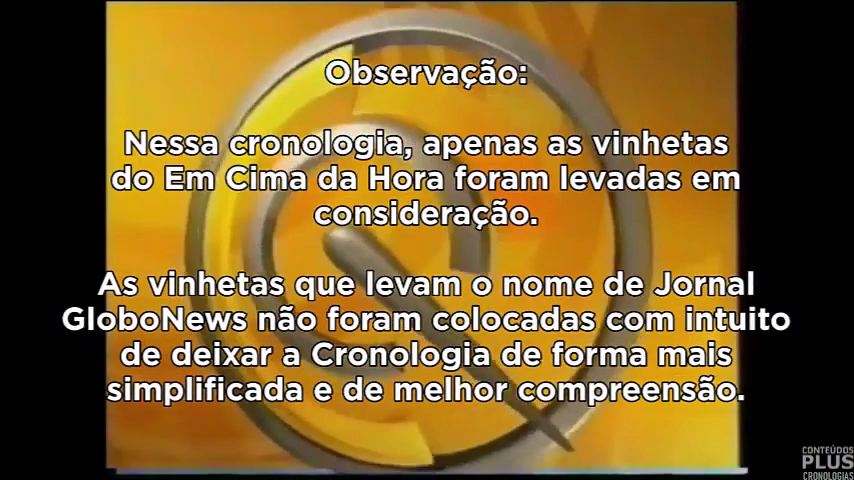 Observação:
Nessa cronologia, apenas as vinhetas
do Em Cima da Hora foram levadas em
consideração.
As vinhetas que levam o nome de Jornal
GloboNews não foram colocadas com intuito
de deixar a Cronologia de forma mais
simplificada e de melhor compreensão.
CONTEÚDOS
PLUS
CRONOLOGIAS